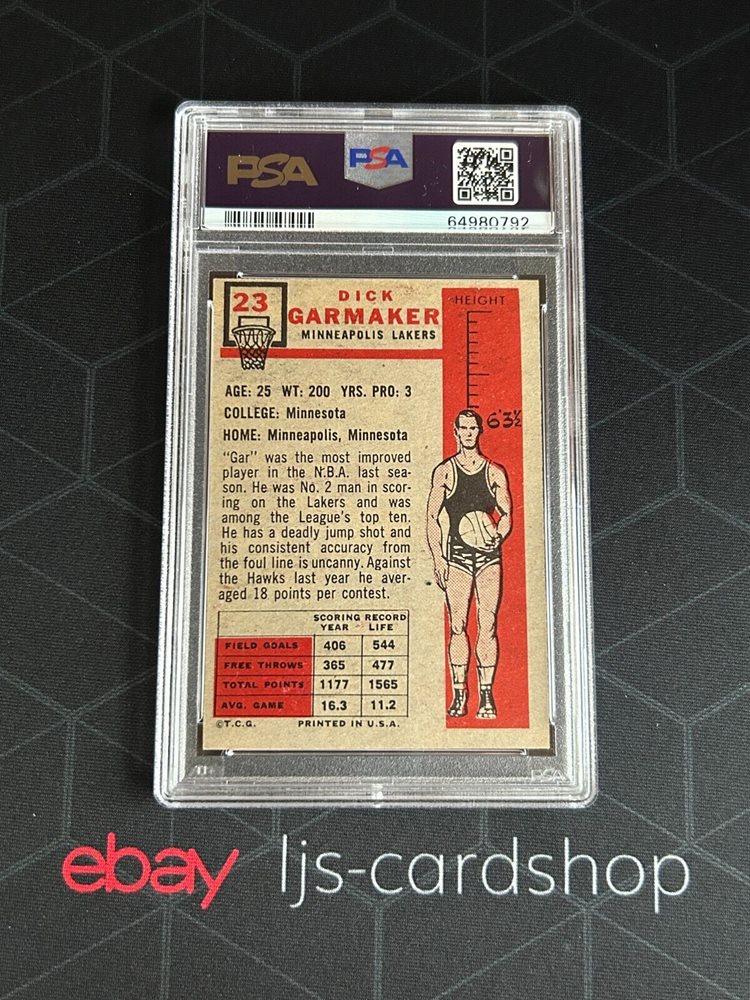 PSA
PSA
64980792
23
DICK
GARMAKER
MINNEAPOLIS LAKERS
HEIGHT
6'3½
AGE: 25 WT: 200 YRS. PRO: 3
COLLEGE: Minnesota
HOME: Minneapolis, Minnesota
"Gar" was the most improved
player in the N.B.A. last sea-
son. He was No. 2 man in scor-
ing on the Lakers and was
among the League's top ten.
He has a deadly jump shot and
his consistent accuracy from
the foul line is uncanny. Against
the Hawks last year he aver-
aged 18 points per contest.
SCORING RECORD
YEAR LIFE
FIELD GOALS 406 544
FREE THROWS 365 477
TOTAL POINTS 1177 1565
AVG. GAME 16.3 11.2
©T.C.G. PRINTED IN U.S.A.
PSA
ebay ljs-cardshop